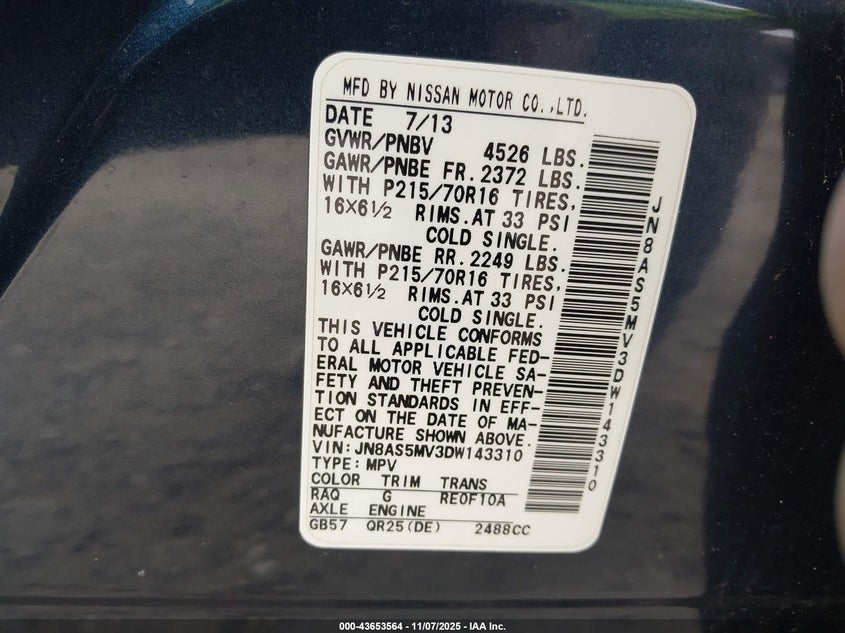 MFD BY NISSAN MOTOR CO.,LTD.
DATE 7/13
GVWR/PNBV 4526 LBS.
GAWR/PNBE FR. 2372 LBS.
WITH P215/70R16 TIRES,
16X6½ RIMS.AT 33 PSI
COLD SINGLE.
GAWR/PNBE RR. 2249 LBS.
WITH P215/70R16 TIRES,
16X6½ RIMS.AT 33 PSI
COLD SINGLE.
THIS VEHICLE CONFORMS
TO ALL APPLICABLE FED-
ERAL MOTOR VEHICLE SA-
FETY AND THEFT PREVEN-
TION STANDARDS IN EFF-
ECT ON THE DATE OF MA-
NUFACTURE SHOWN ABOVE.
VIN: JN8AS5MV3DW143310
TYPE: MPV
COLOR TRIM TRANS
RAQ G RE0F10A
AXLE ENGINE
GB57 QR25(DE) 2488CC
JN8AS5MV3DW143310
000-43653564 - 11/07/2025 - IAA Inc.